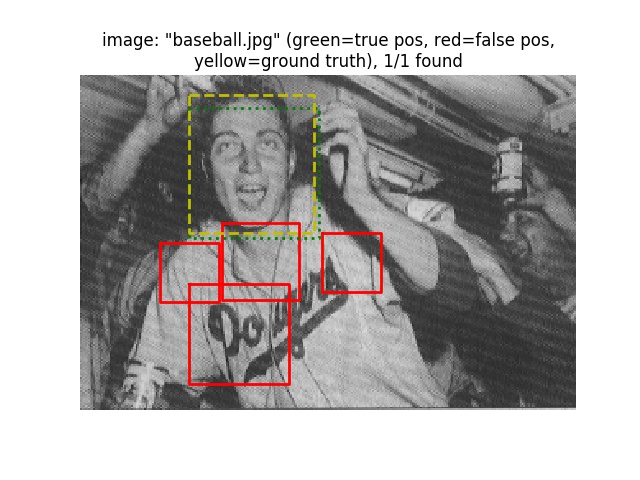 image: "baseball.jpg" (green=true pos, red=false pos,
yellow=ground truth), 1/1 found
Dodgers